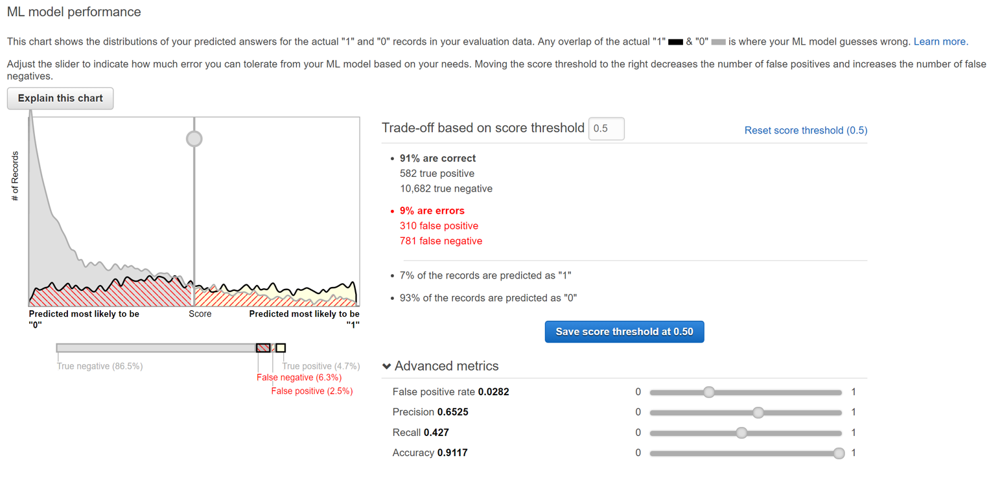 ML model performance
This chart shows the distributions of your predicted answers for the actual "1" and "0" records in your evaluation data. Any overlap of the actual "1" & "0" is where your ML model guesses wrong. Learn more.
Adjust the slider to indicate how much error you can tolerate from your ML model based on your needs. Moving the score threshold to the right decreases the number of false positives and increases the number of false
negatives.
Explain this chart
# of Records
Predicted most likely to be
"0"
Score
Predicted most likely to be
"1"
True negative (86.5%)
True positive (4.7%)
False negative (6.3%)
False positive (2.5%)
Trade-off based on score threshold 0.5
Reset score threshold (0.5)
91% are correct
582 true positive
10,682 true negative
9% are errors
310 false positive
781 false negative
7% of the records are predicted as "1"
93% of the records are predicted as "0"
Save score threshold at 0.50
Advanced metrics
False positive rate 0.0282 0 1
Precision 0.6525 0 1
Recall 0.427 0 1
Accuracy 0.9117 0 1